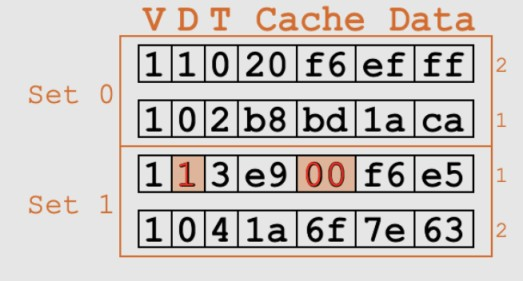 V D T Cache Data
Set 0
1 1 0 20 f6 ef ff 2
1 0 2 b8 bd 1a ca 1
Set 1
1 1 3 e9 00 f6 e5 1
1 0 4 1a 6f 7e 63 2